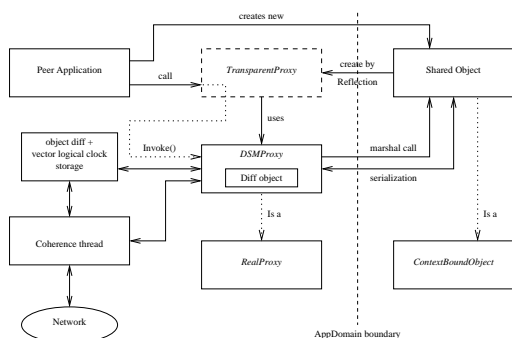 creates new
Peer Application
call
TransparentProxy
create by
Reflection
Shared Object
uses
Invoke()
object diff +
vector logical clock
storage
DSMProxy
Diff object
marshal call
serialization
Is a
Is a
Coherence thread
RealProxy
ContextBoundObject
Network
AppDomain boundary